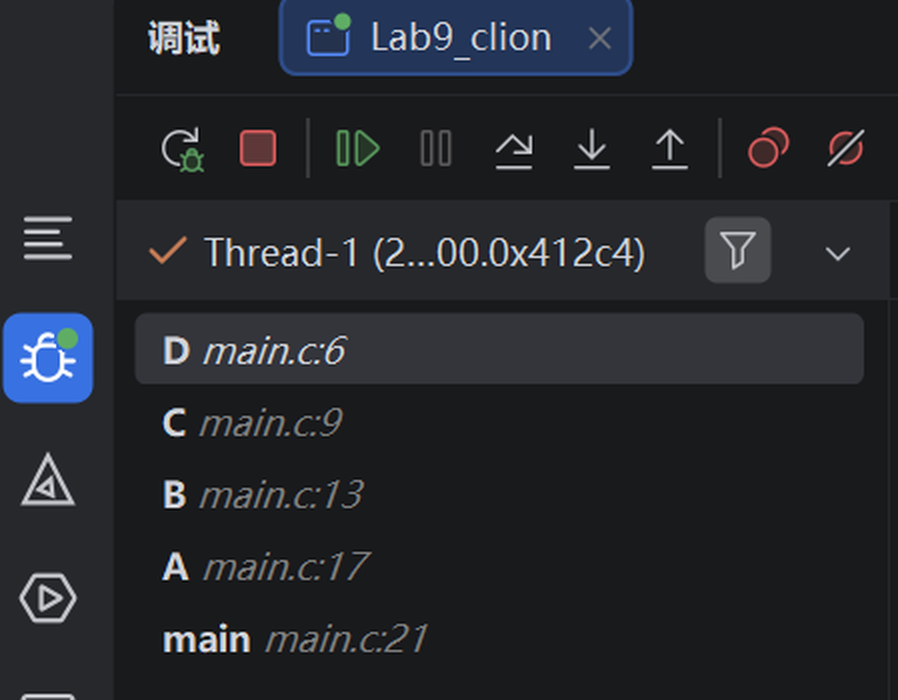 调试 Lab9_clion
Thread-1 (2...00.0x412c4)
D main.c:6
C main.c:9
B main.c:13
A main.c:17
main main.c:21